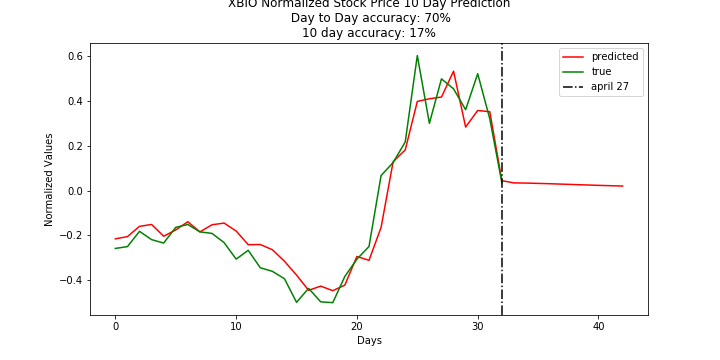 XBIO Normalized Stock Price 10 Day Prediction
Day to Day accuracy: 70%
10 day accuracy: 17%
0.6
0.4
0.2
0.0
−0.2
−0.4
Normalized Values
0
10
20
30
40
Days
predicted
true
april 27